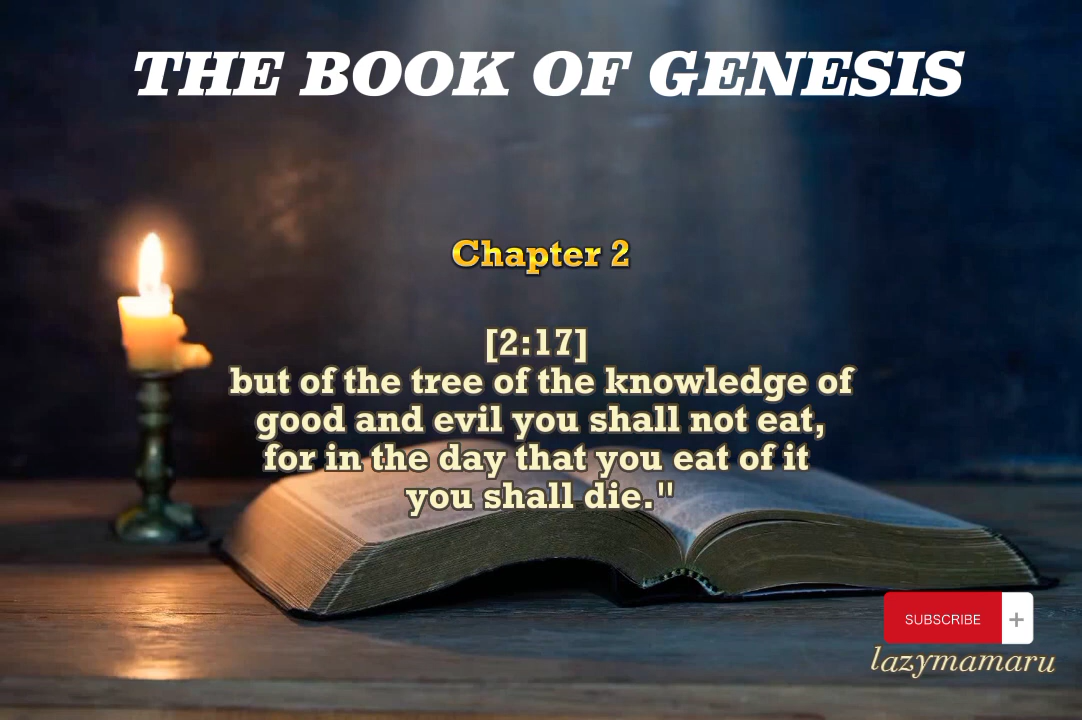 THE BOOK OF GENESIS
Chapter 2
[2:17]
but of the tree of the knowledge of
good and evil you shall not eat,
for in the day that you eat of it
you shall die."
SUBSCRIBE +
lazymamaru